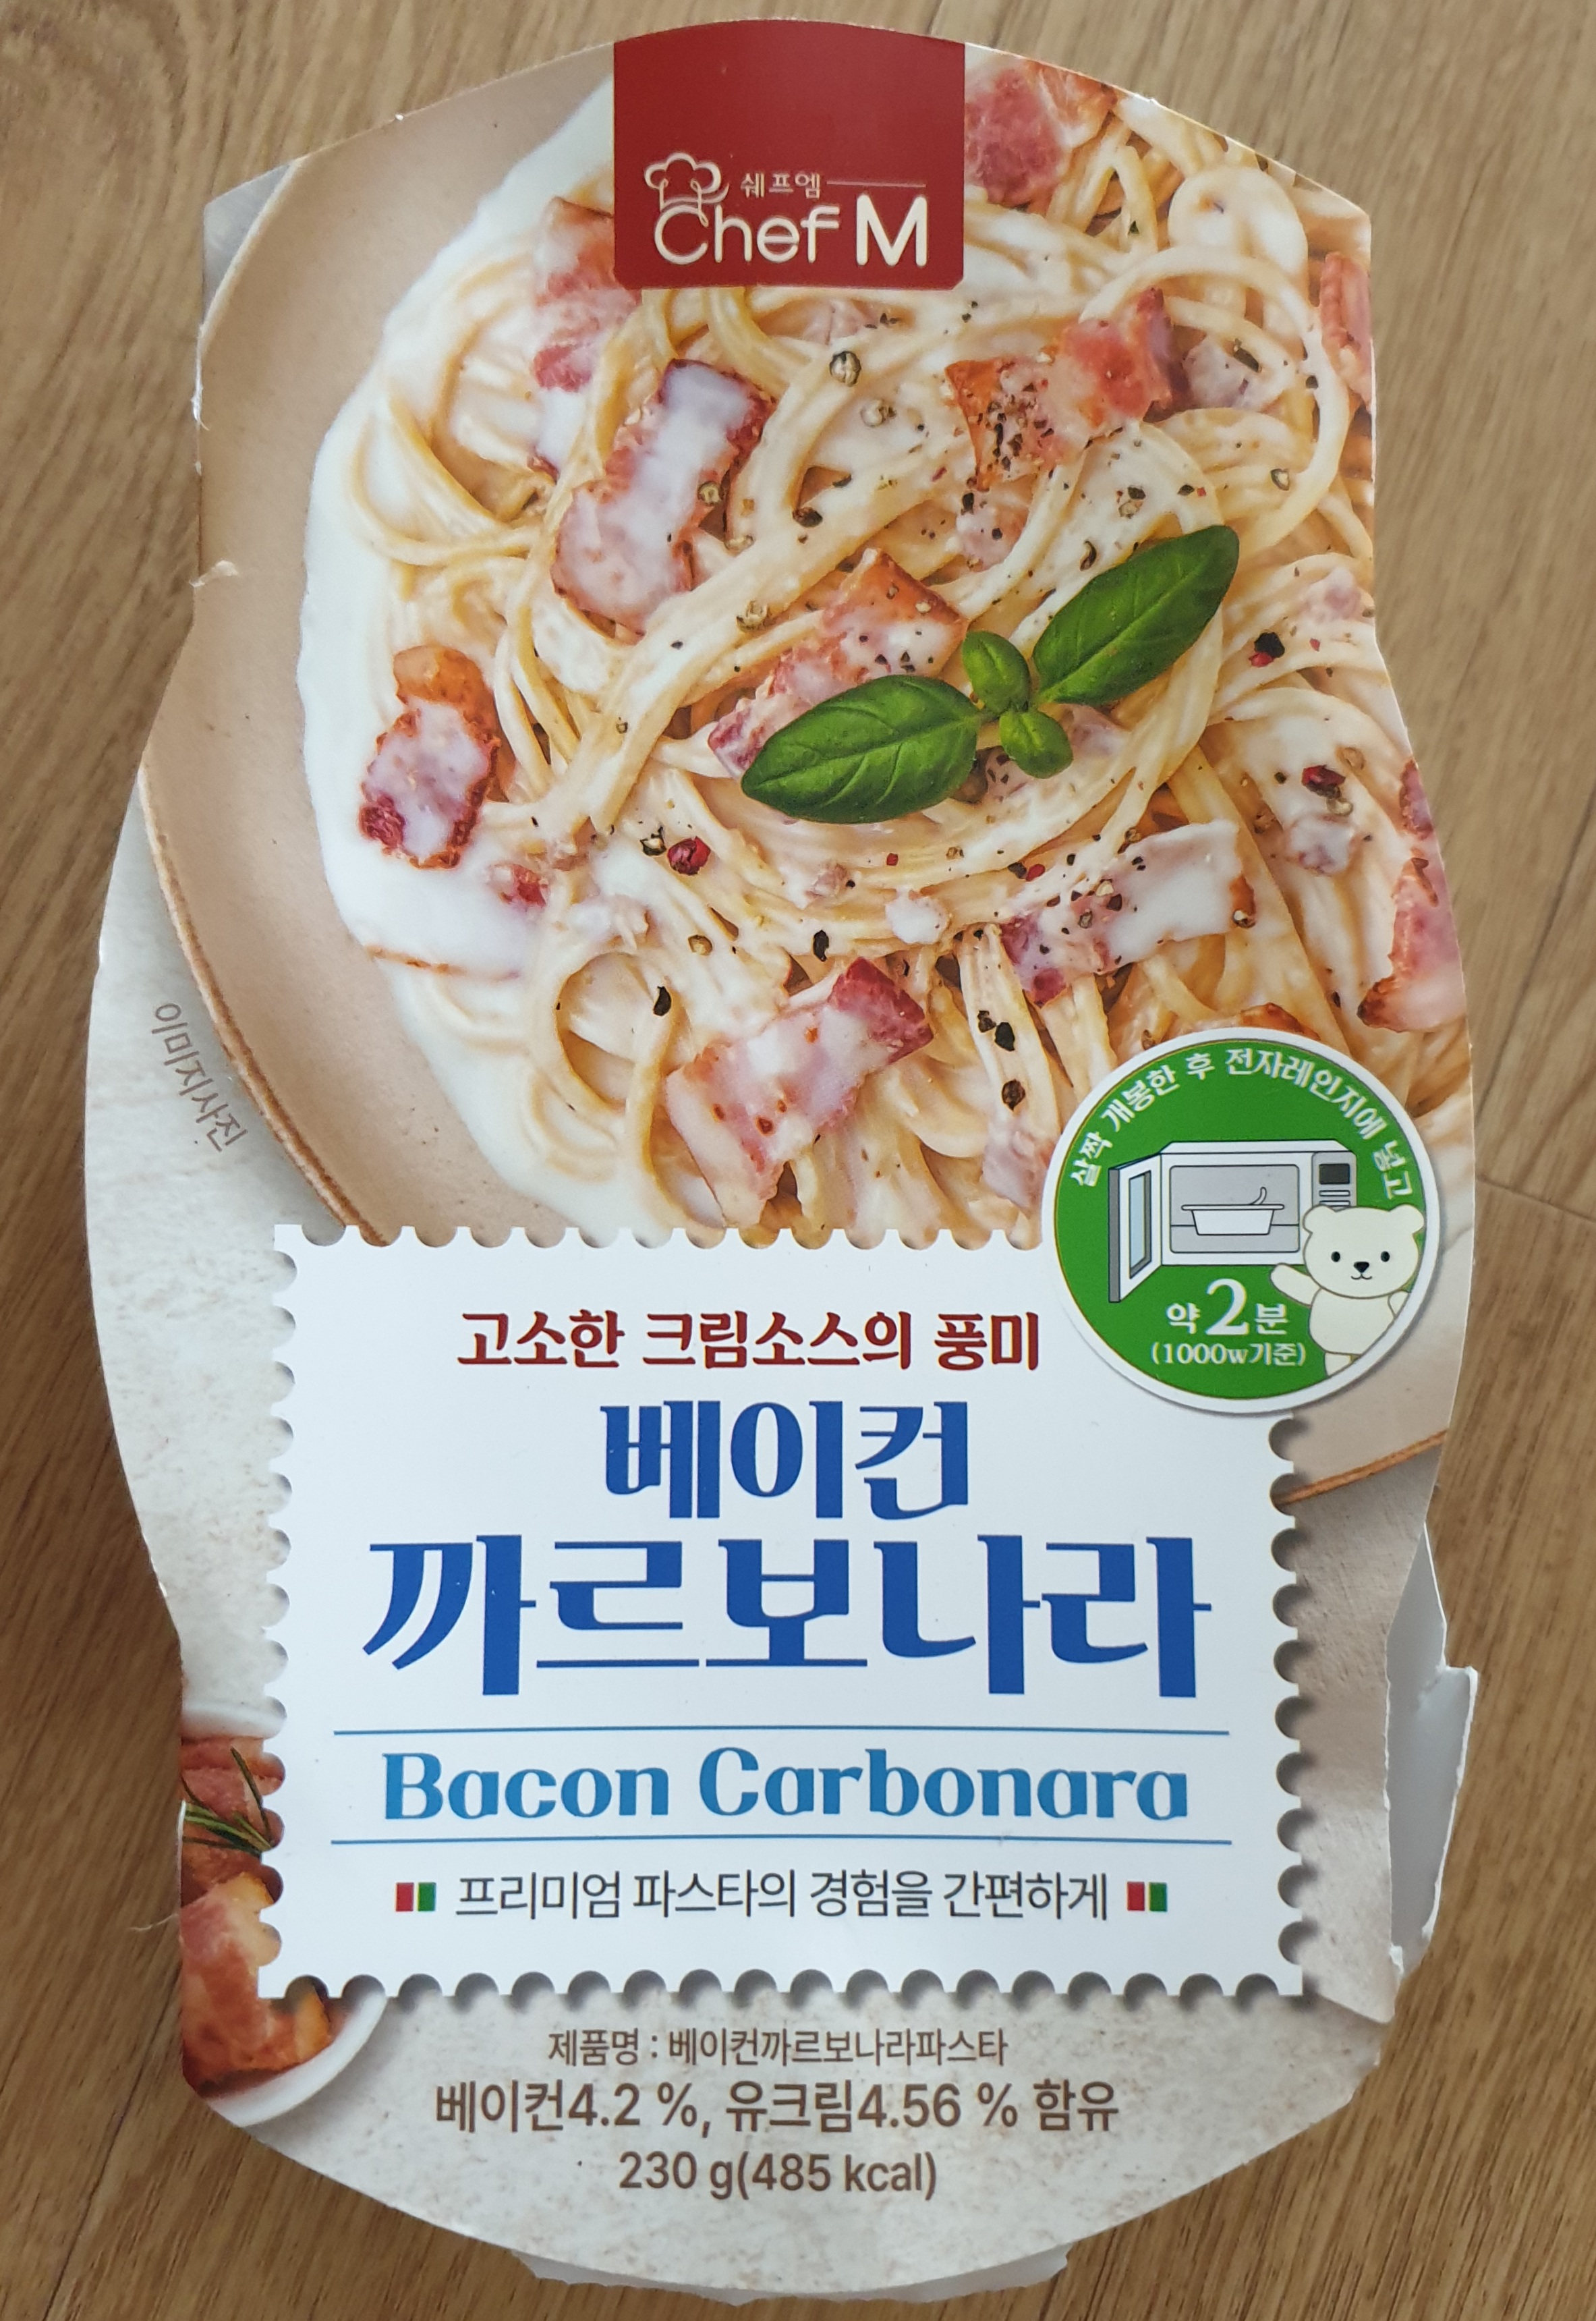 쉐프엠
Chef M
이미지사진
살짝 개봉한 후 전자레인지에 넣고
약2분
(1000w기준)
고소한 크림소스의 풍미
베이컨
까르보나라
Bacon Carbonara
프리미엄 파스타의 경험을 간편하게
제품명 : 베이컨까르보나라파스타
베이컨4.2 %, 유크림4.56 % 함유
230 g(485 kcal)